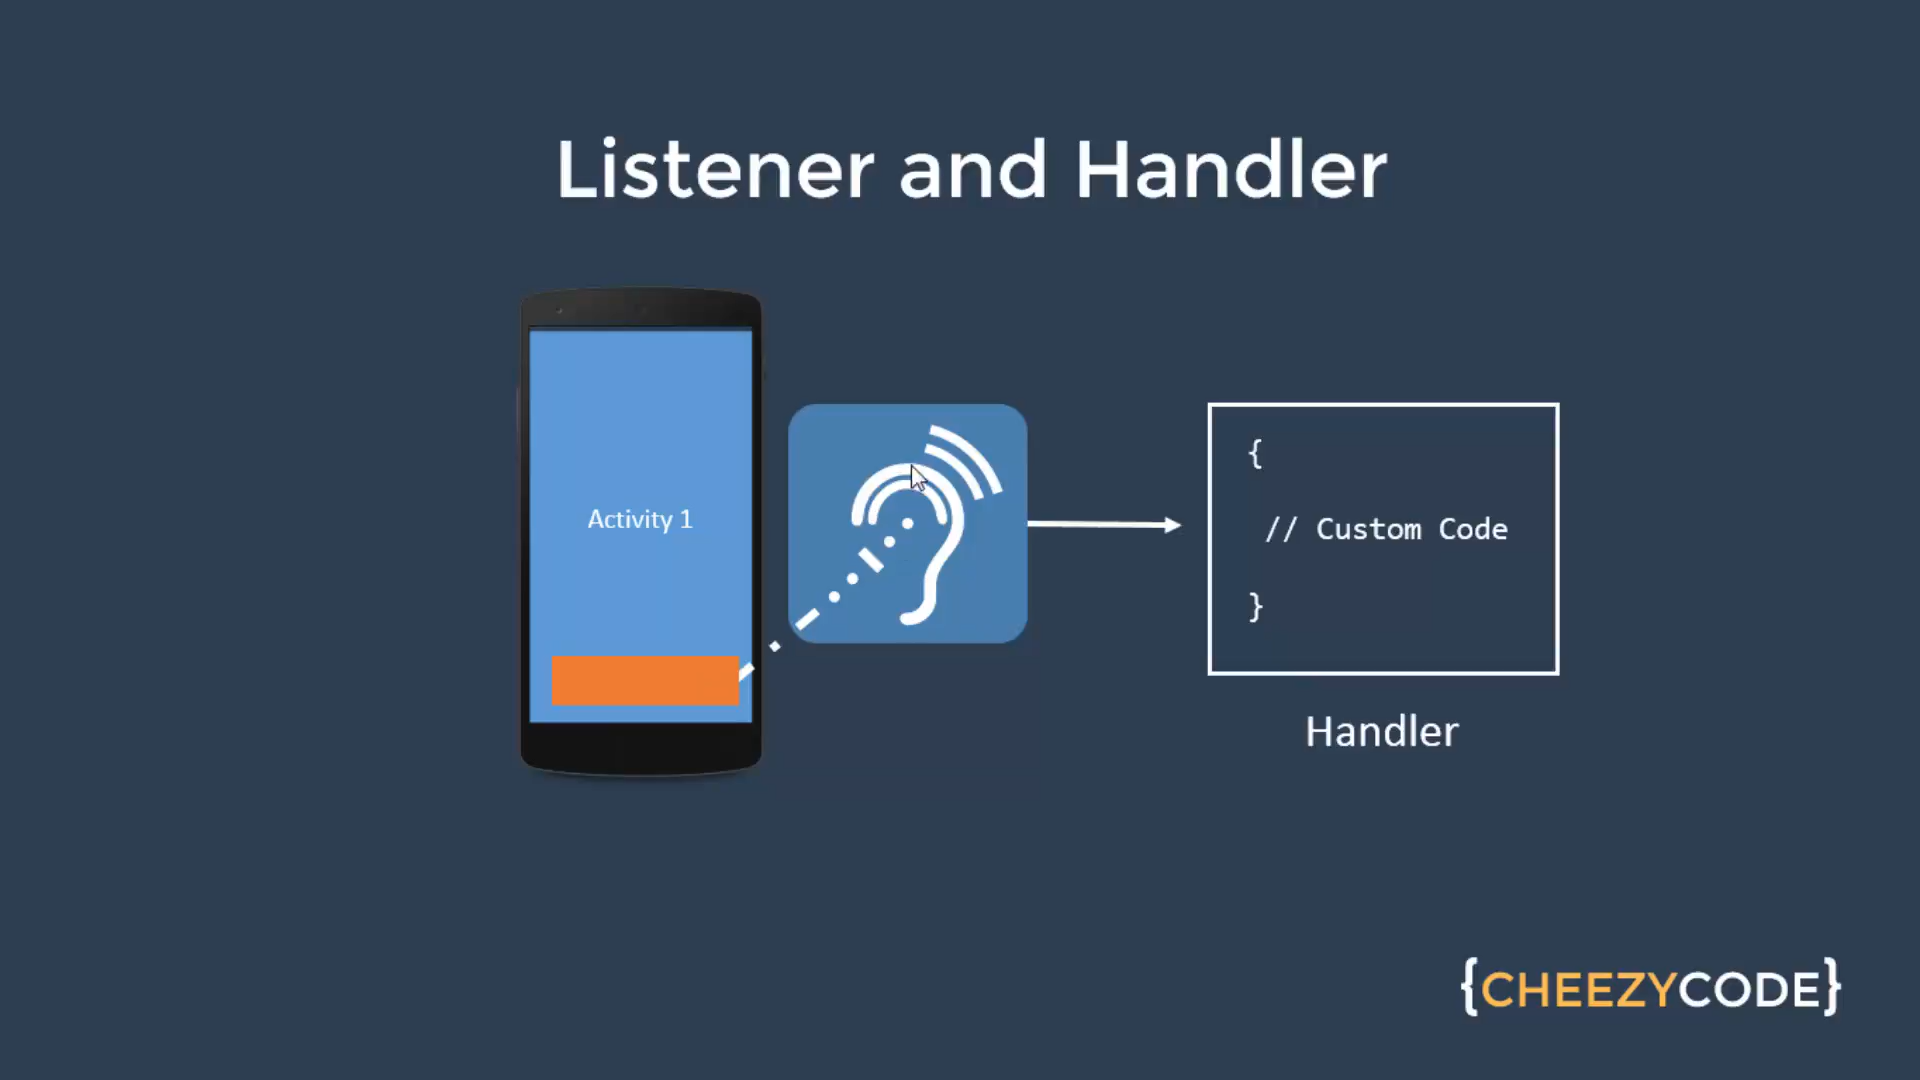 Listener and Handler
Activity 1
{
// Custom Code
}
Handler
{CHEEZYCODE}